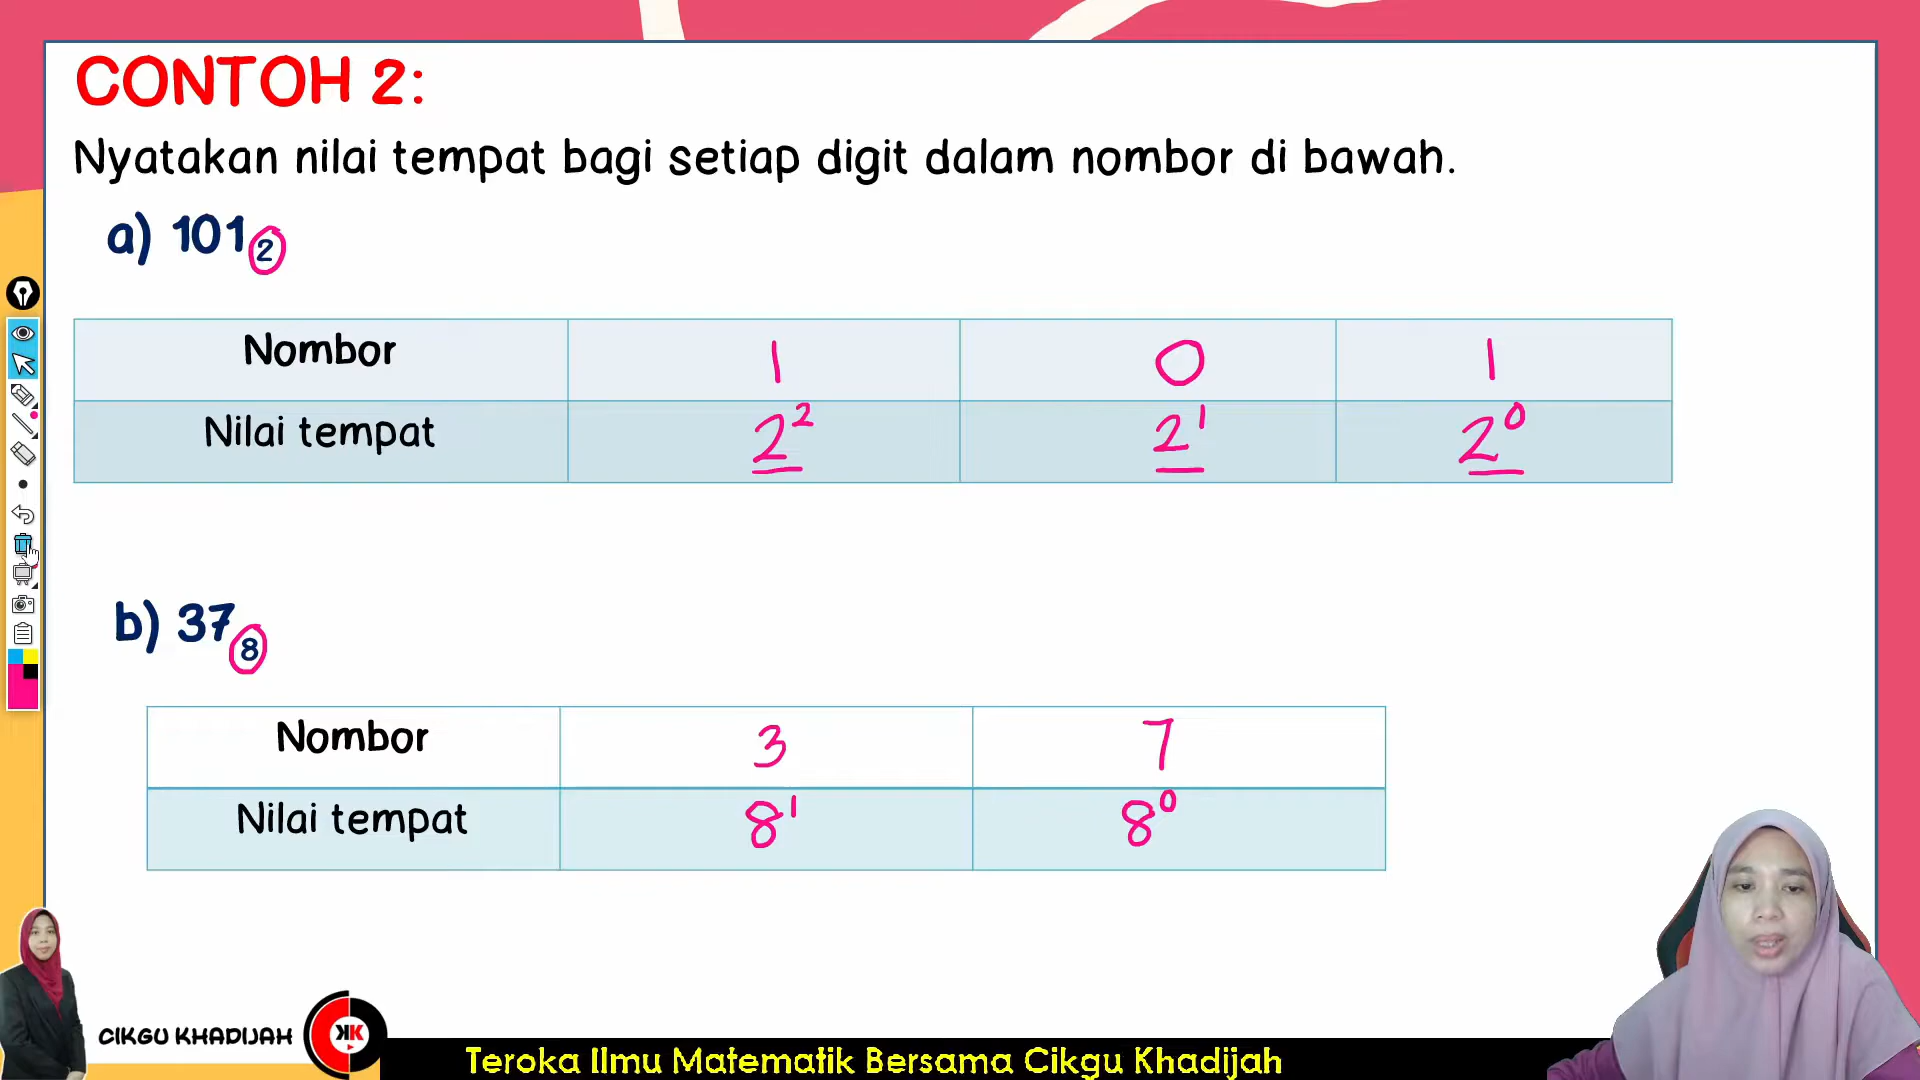 CONTOH 2:
Nyatakan nilai tempat bagi setiap digit dalam nombor di bawah.
a) 101₂
Nombor 1 0 1
Nilai tempat 2² 2¹ 2⁰
b) 37₈
Nombor 3 7
Nilai tempat 8¹ 8⁰
CIKGU KHADIJAH KK
Teroka Ilmu Matematik Bersama Cikgu Khadijah